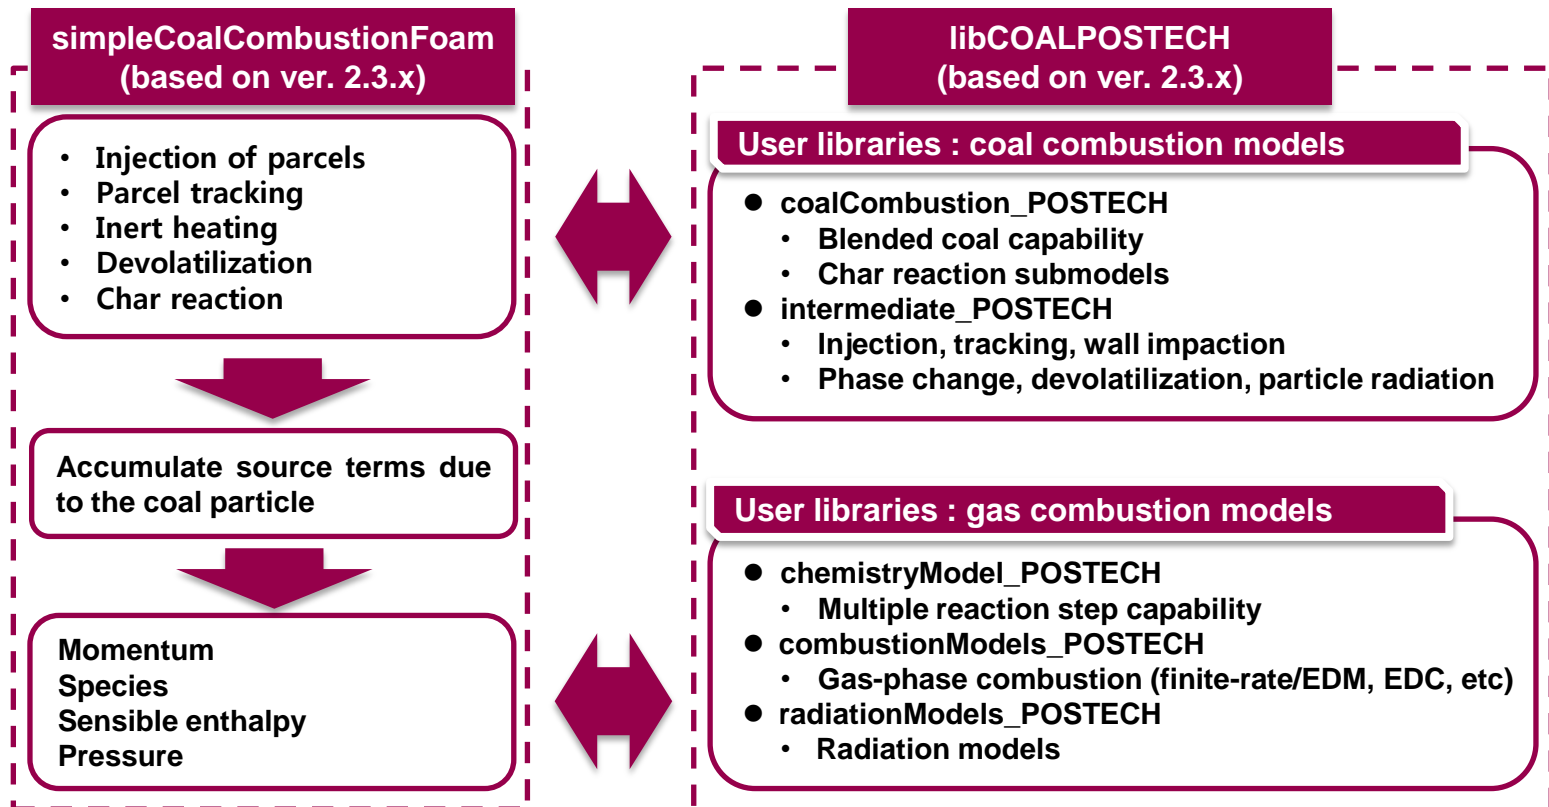 simpleCoalCombustionFoam
(based on ver. 2.3.x)
• Injection of parcels
• Parcel tracking
• Inert heating
• Devolatilization
• Char reaction
Accumulate source terms due
to the coal particle
Momentum
Species
Sensible enthalpy
Pressure
libCOALPOSTECH
(based on ver. 2.3.x)
User libraries : coal combustion models
● coalCombustion_POSTECH
• Blended coal capability
• Char reaction submodels
● intermediate_POSTECH
• Injection, tracking, wall impaction
• Phase change, devolatilization, particle radiation
User libraries : gas combustion models
● chemistryModel_POSTECH
• Multiple reaction step capability
● combustionModels_POSTECH
• Gas-phase combustion (finite-rate/EDM, EDC, etc)
● radiationModels_POSTECH
• Radiation models